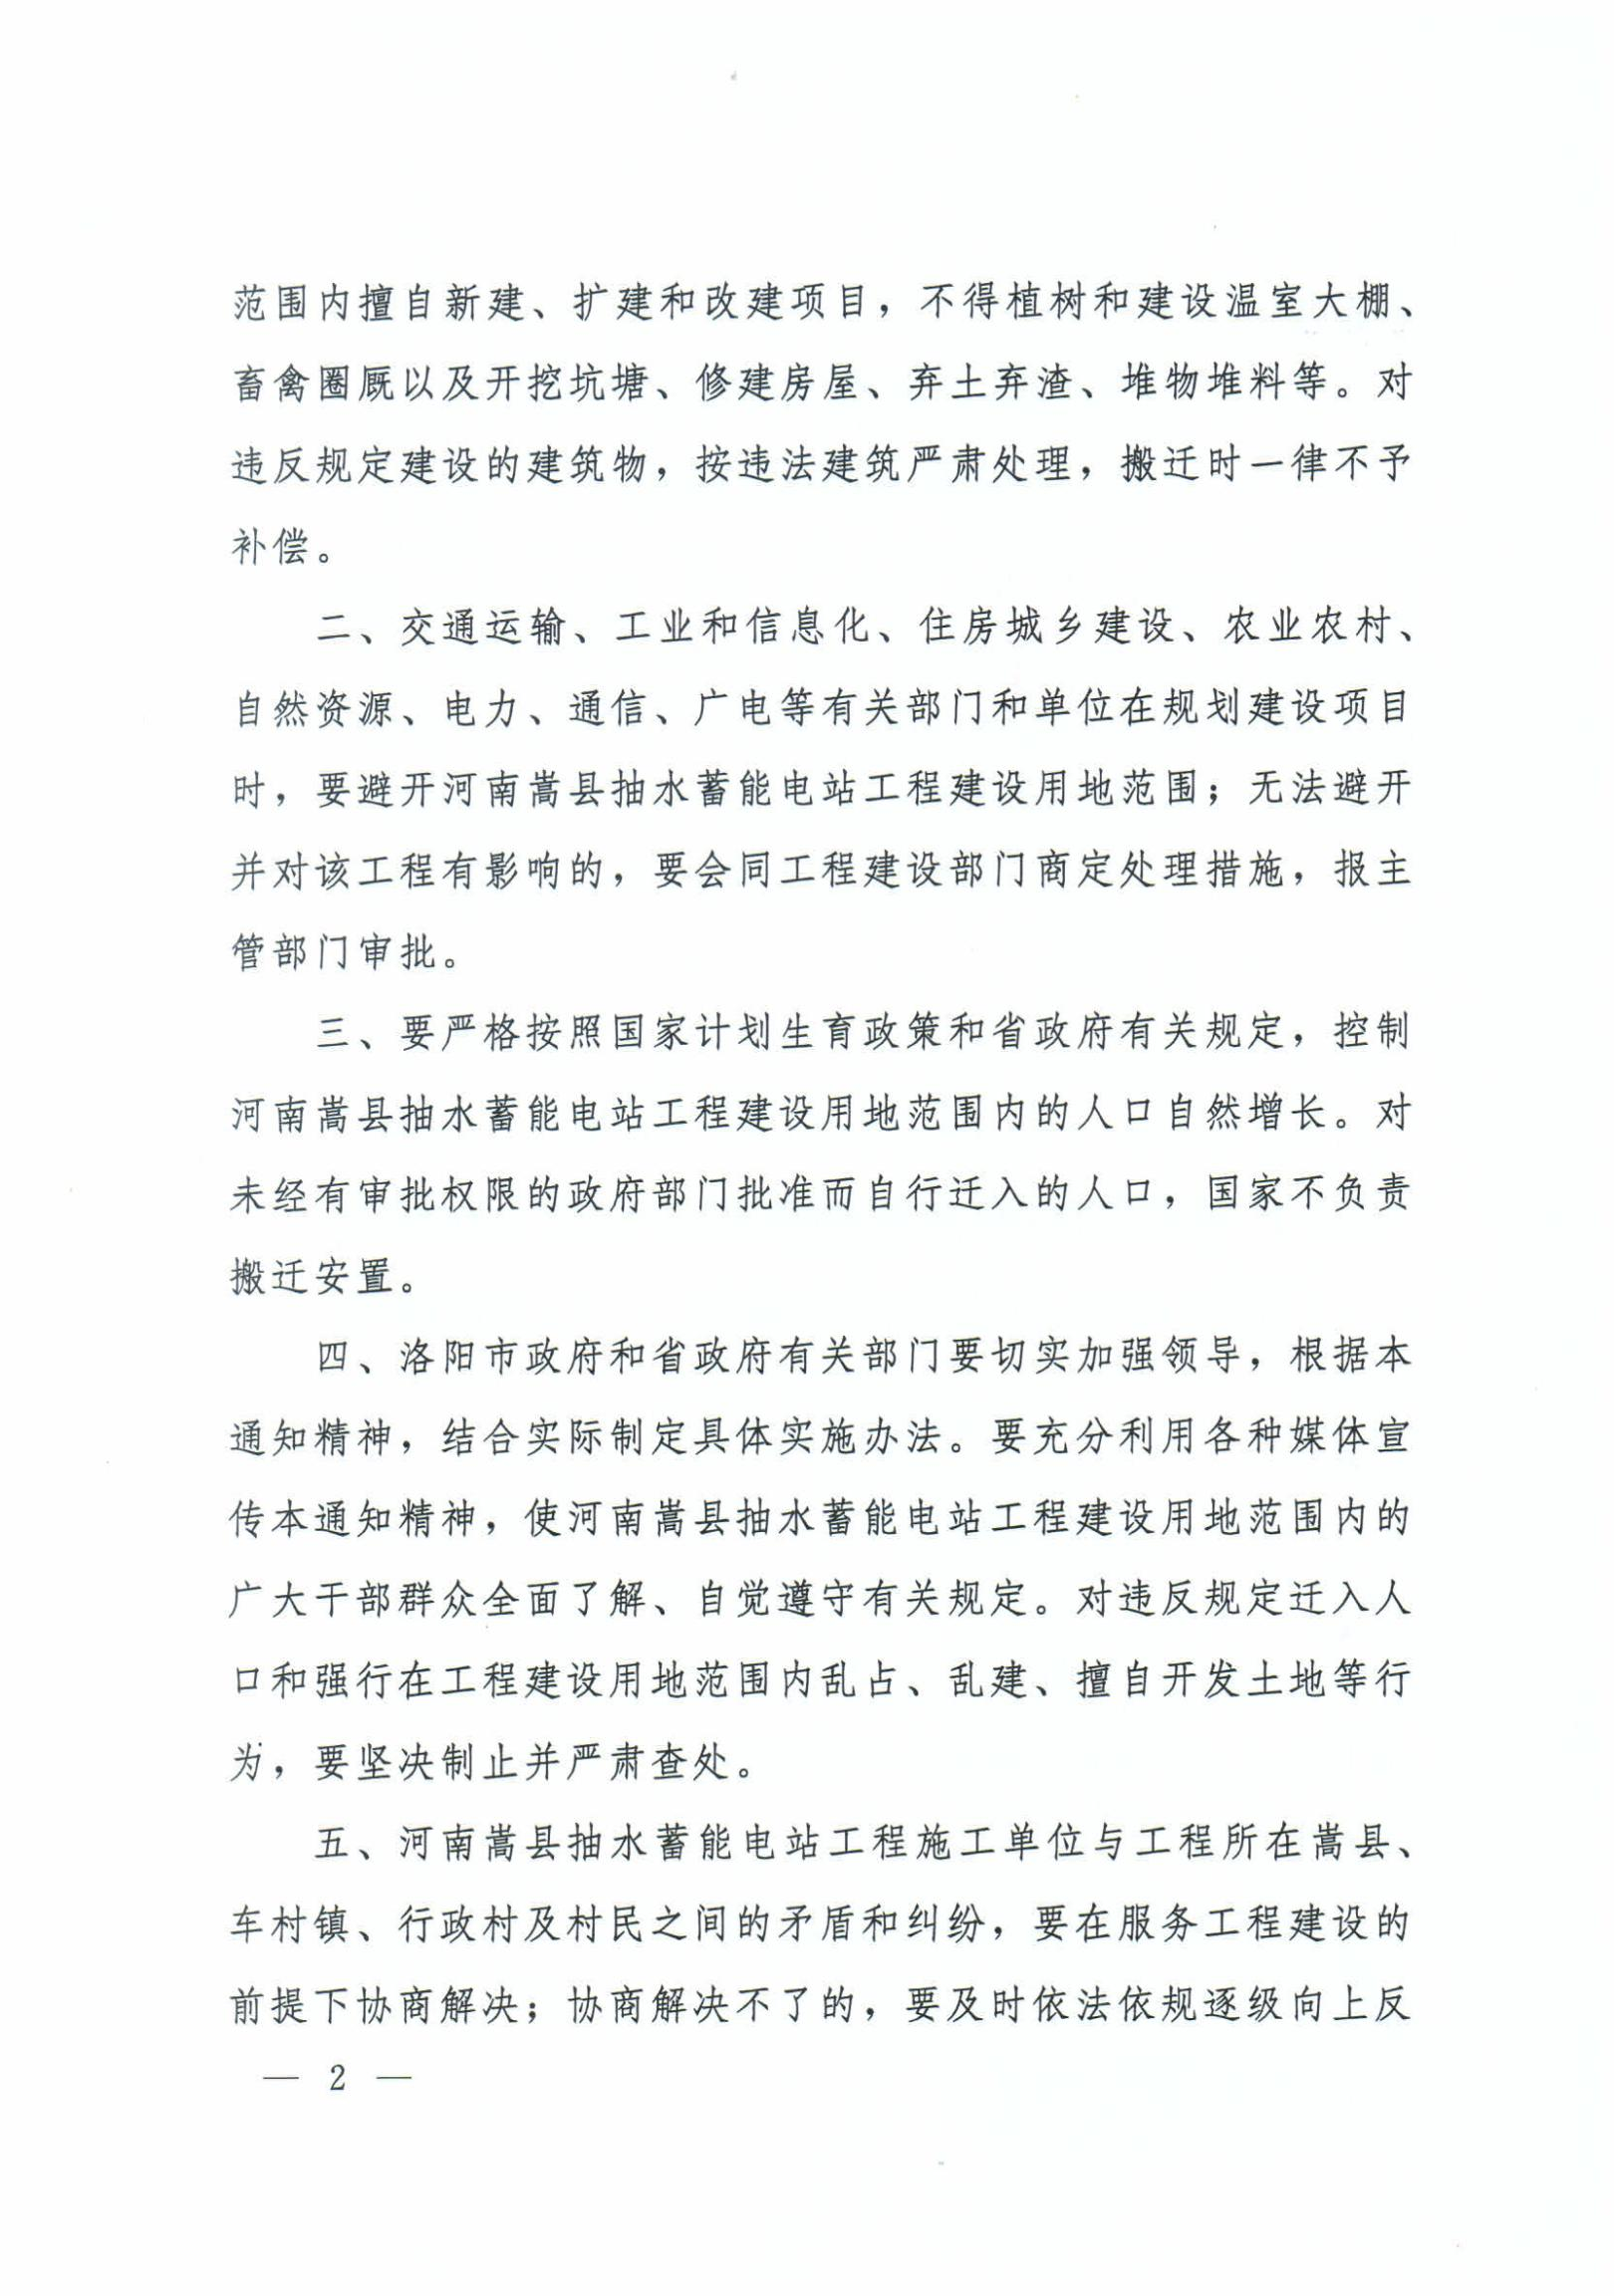 范围内擅自新建、扩建和改建项目，不得植树和建设温室大棚、
畜禽圈厩以及开挖坑塘、修建房屋、弃土弃渣、堆物堆料等。对
违反规定建设的建筑物，按违法建筑严肃处理，搬迁时一律不予
补偿。
二、交通运输、工业和信息化、住房城乡建设、农业农村、
自然资源、电力、通信、广电等有关部门和单位在规划建设项目
时，要避开河南嵩县抽水蓄能电站工程建设用地范围；无法避开
并对该工程有影响的，要会同工程建设部门商定处理措施，报主
管部门审批。
三、要严格按照国家计划生育政策和省政府有关规定，控制
河南嵩县抽水蓄能电站工程建设用地范围内的人口自然增长。对
未经有审批权限的政府部门批准而自行迁入的人口，国家不负责
搬迁安置。
四、洛阳市政府和省政府有关部门要切实加强领导，根据本
通知精神，结合实际制定具体实施办法。要充分利用各种媒体宣
传本通知精神，使河南嵩县抽水蓄能电站工程建设用地范围内的
广大干部群众全面了解、自觉遵守有关规定。对违反规定迁入人
口和强行在工程建设用地范围内乱占、乱建、擅自开发土地等行
为，要坚决制止并严肃查处。
五、河南嵩县抽水蓄能电站工程施工单位与工程所在嵩县、
车村镇、行政村及村民之间的矛盾和纠纷，要在服务工程建设的
前提下协商解决；协商解决不了的，要及时依法依规逐级向上反
— 2 —